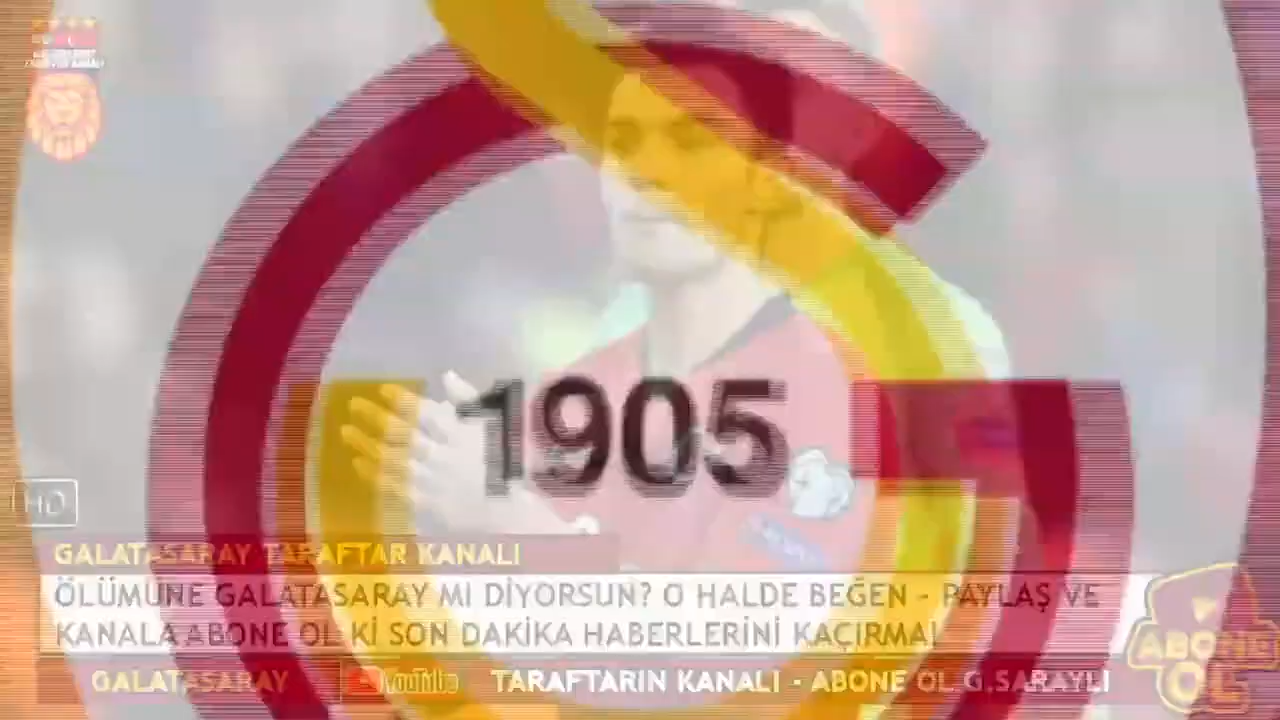 1905
HD
GALATASARAY TARAFTAR KANALI
ÖLÜMÜNE GALATASARAY MI DİYORSUN? O HALDE BEĞEN - PAYLAŞ VE
KANALA ABONE OL Kİ SON DAKİKA HABERLERİNİ KAÇIRMA!
GALATASARAY YouTube TARAFTARIN KANALI - ABONE OL G.SARAYLI
ABONE
OL